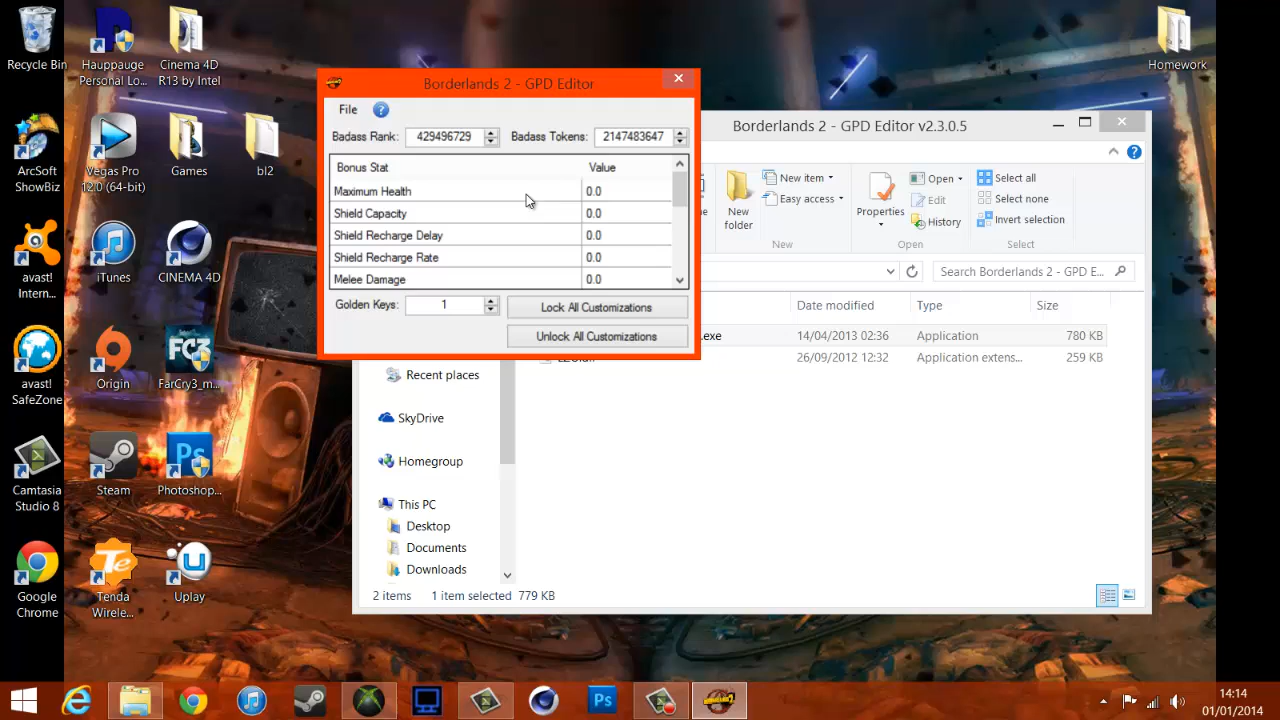 Recycle Bin
Hauppauge
Personal Lo...
Cinema 4D
R13 by Intel
ArcSoft
ShowBiz
Vegas Pro
12.0 (64-bit)
Games
bl2
avast!
Intern...
iTunes
CINEMA 4D
avast!
SafeZone
Origin
FC3
FarCry3_m...
Camtasia
Studio 8
Steam
Ps
Photoshop...
Google
Chrome
Te
Tenda
Wirele...
Uplay
Homework
Borderlands 2 - GPD Editor
File
Badass Rank:
429496729
Badass Tokens:
2147483647
Bonus Stat
Value
Maximum Health
0.0
Shield Capacity
0.0
Shield Recharge Delay
0.0
Shield Recharge Rate
0.0
Melee Damage
0.0
Golden Keys:
1
Lock All Customizations
Unlock All Customizations
Borderlands 2 - GPD Editor v2.3.0.5
New
folder
New item
Easy access
New
Properties
Open
Edit
History
Open
Select all
Select none
Invert selection
Select
Search Borderlands 2 - GPD E...
Date modified
Type
Size
.exe
14/04/2013 02:36
Application
780 KB
26/09/2012 12:32
Application extens...
259 KB
Recent places
SkyDrive
Homegroup
This PC
Desktop
Documents
Downloads
2 items
1 item selected 779 KB
Ps
14:14
01/01/2014